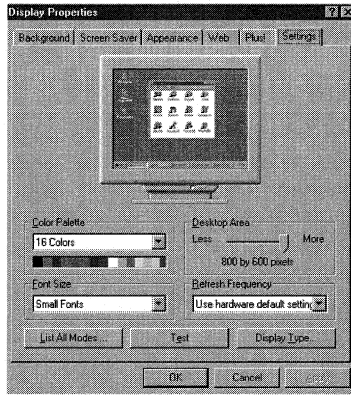 Display Properties
Background Screen Saver Appearance Web Plus! Settings
Color Palette
16 Colors
Desktop Area
Less More
800 by 600 pixels
Font Size
Small Fonts
Refresh Frequency
Use hardware default setting
List All Modes... Test Display Type...
OK Cancel Apply